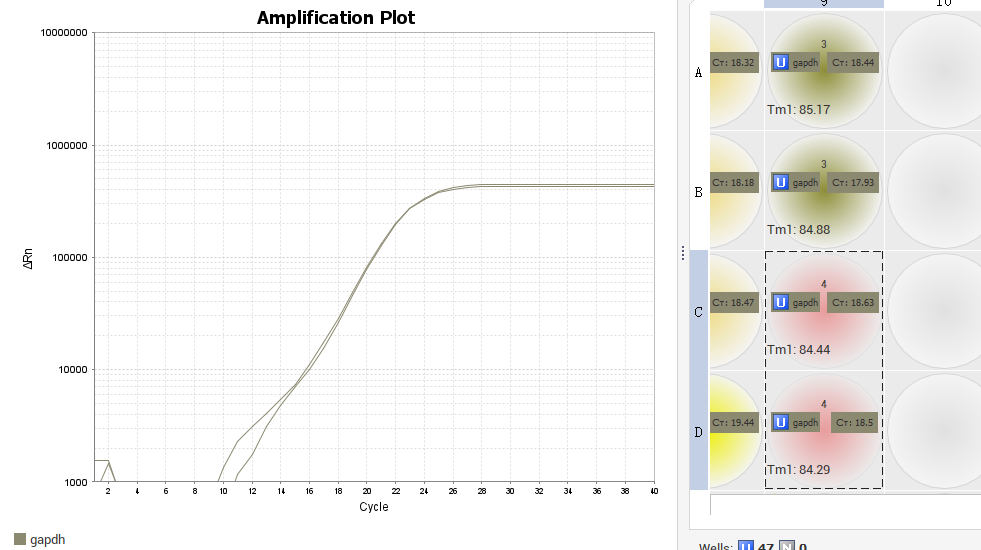 Amplification Plot
10000000
1000000
100000
10000
1000
ΔRn
2 4 6 8 10 12 14 16 18 20 22 24 26 28 30 32 34 36 38 40
Cycle
gapdh
9 10
A
Cт: 18.32
3
U gapdh Cт: 18.44
Tm1: 85.17
B
Cт: 18.18
3
U gapdh Cт: 17.93
Tm1: 84.88
C
Cт: 18.47
4
U gapdh Cт: 18.63
Tm1: 84.44
D
Cт: 19.44
4
U gapdh Cт: 18.5
Tm1: 84.29
Wells: U 47 N 0